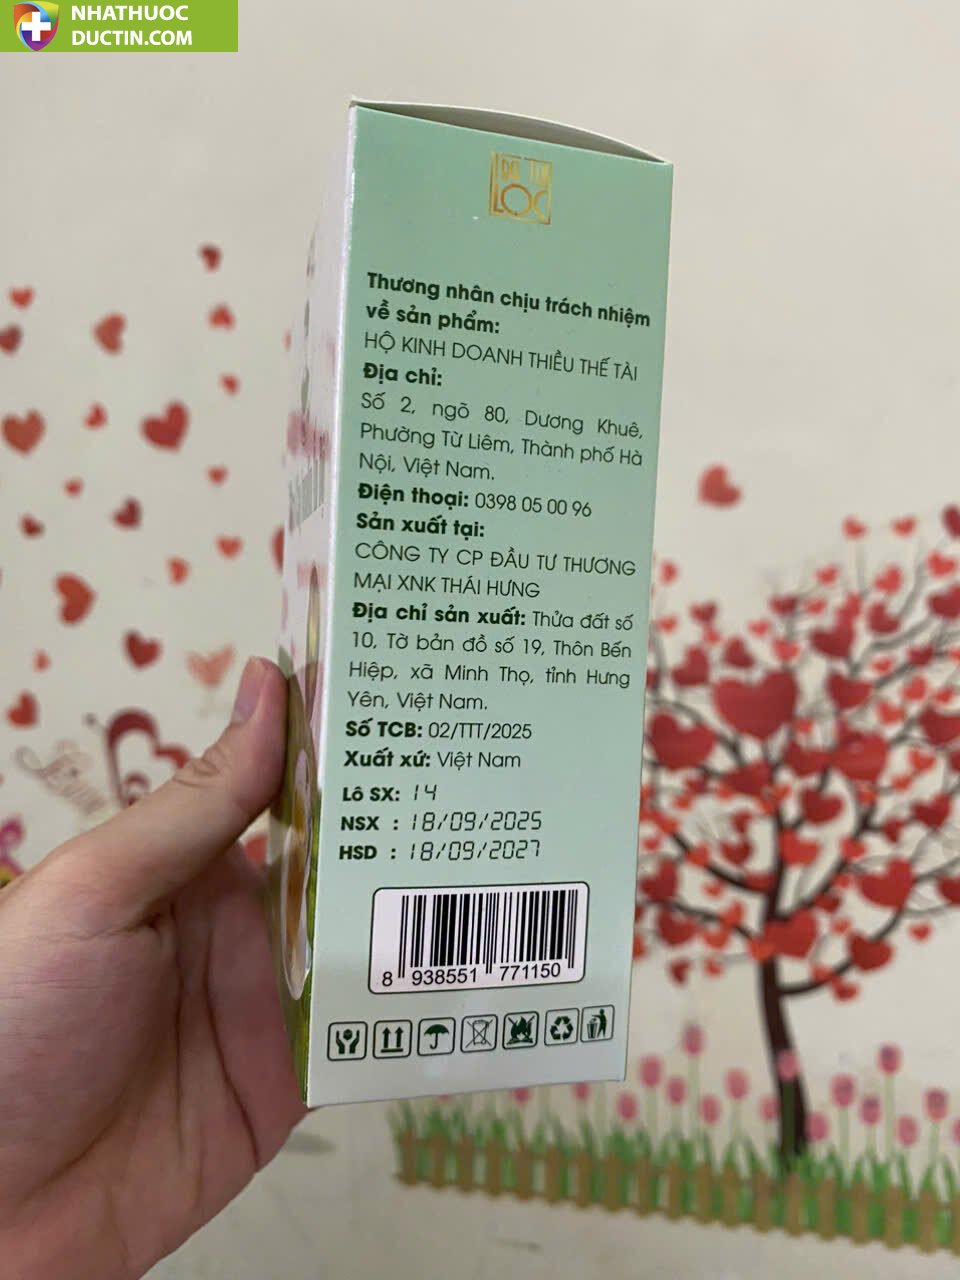 NHATHUOC
DUCTIN.COM
LỘC
Thương nhân chịu trách nhiệm
về sản phẩm:
HỘ KINH DOANH THIỀU THẾ TÀI
Địa chỉ:
Số 2, ngõ 80, Dương Khuê,
Phường Từ Liêm, Thành phố Hà
Nội, Việt Nam.
Điện thoại: 0398 05 00 96
Sản xuất tại:
CÔNG TY CP ĐẦU TƯ THƯƠNG
MẠI XNK THÁI HƯNG
Địa chỉ sản xuất: Thửa đất số
10, Tờ bản đồ số 19, Thôn Bến
Hiệp, xã Minh Thọ, tỉnh Hưng
Yên, Việt Nam.
Số TCB: 02/TTT/2025
Xuất xứ: Việt Nam
Lô SX: 14
NSX : 18/09/2025
HSD : 18/09/2027
8 938551 771150